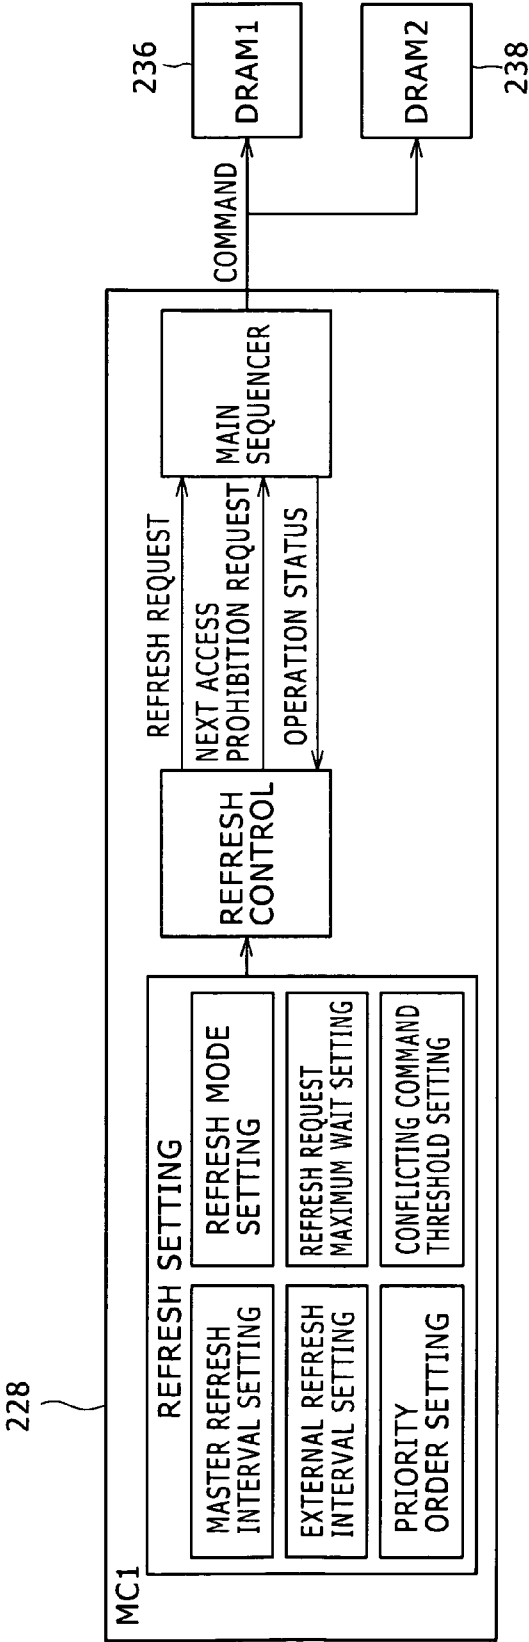 228
MC1
REFRESH SETTING
MASTER REFRESH
INTERVAL SETTING
REFRESH MODE
SETTING
EXTERNAL REFRESH
INTERVAL SETTING
REFRESH REQUEST
MAXIMUM WAIT SETTING
PRIORITY
ORDER SETTING
CONFLICTING COMMAND
THRESHOLD SETTING
REFRESH
CONTROL
REFRESH REQUEST
NEXT ACCESS
PROHIBITION REQUEST
OPERATION STATUS
MAIN
SEQUENCER
COMMAND
236
DRAM1
DRAM2
238